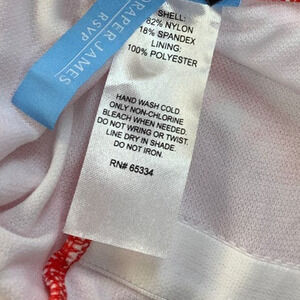 DRAPER JAMES
RSVP
SHELL:
82% NYLON
18% SPANDEX
LINING:
100% POLYESTER
HAND WASH COLD
ONLY NON-CHLORINE
BLEACH WHEN NEEDED.
DO NOT WRING OR TWIST.
LINE DRY IN SHADE.
DO NOT IRON.
RN# 65334